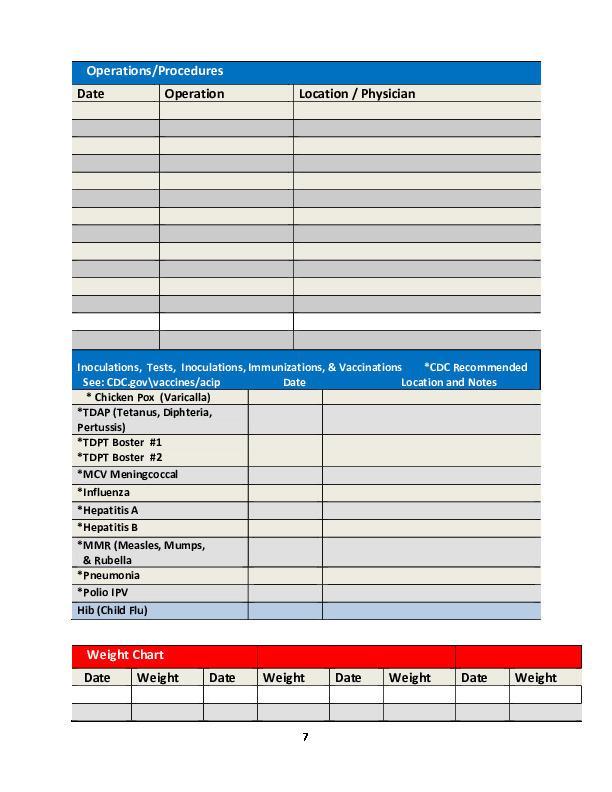 Operations/Procedures
Date Operation Location / Physician
Inoculations, Tests, Inoculations, Immunizations, & Vaccinations *CDC Recommended
See: CDC.gov\vaccines/acip Date Location and Notes
* Chicken Pox (Varicalla)
*TDAP (Tetanus, Diphteria,
Pertussis)
*TDPT Boster #1
*TDPT Boster #2
*MCV Meningcoccal
*Influenza
*Hepatitis A
*Hepatitis B
*MMR (Measles, Mumps,
& Rubella
*Pneumonia
*Polio IPV
Hib (Child Flu)
Weight Chart
Date Weight Date Weight Date Weight Date Weight
7